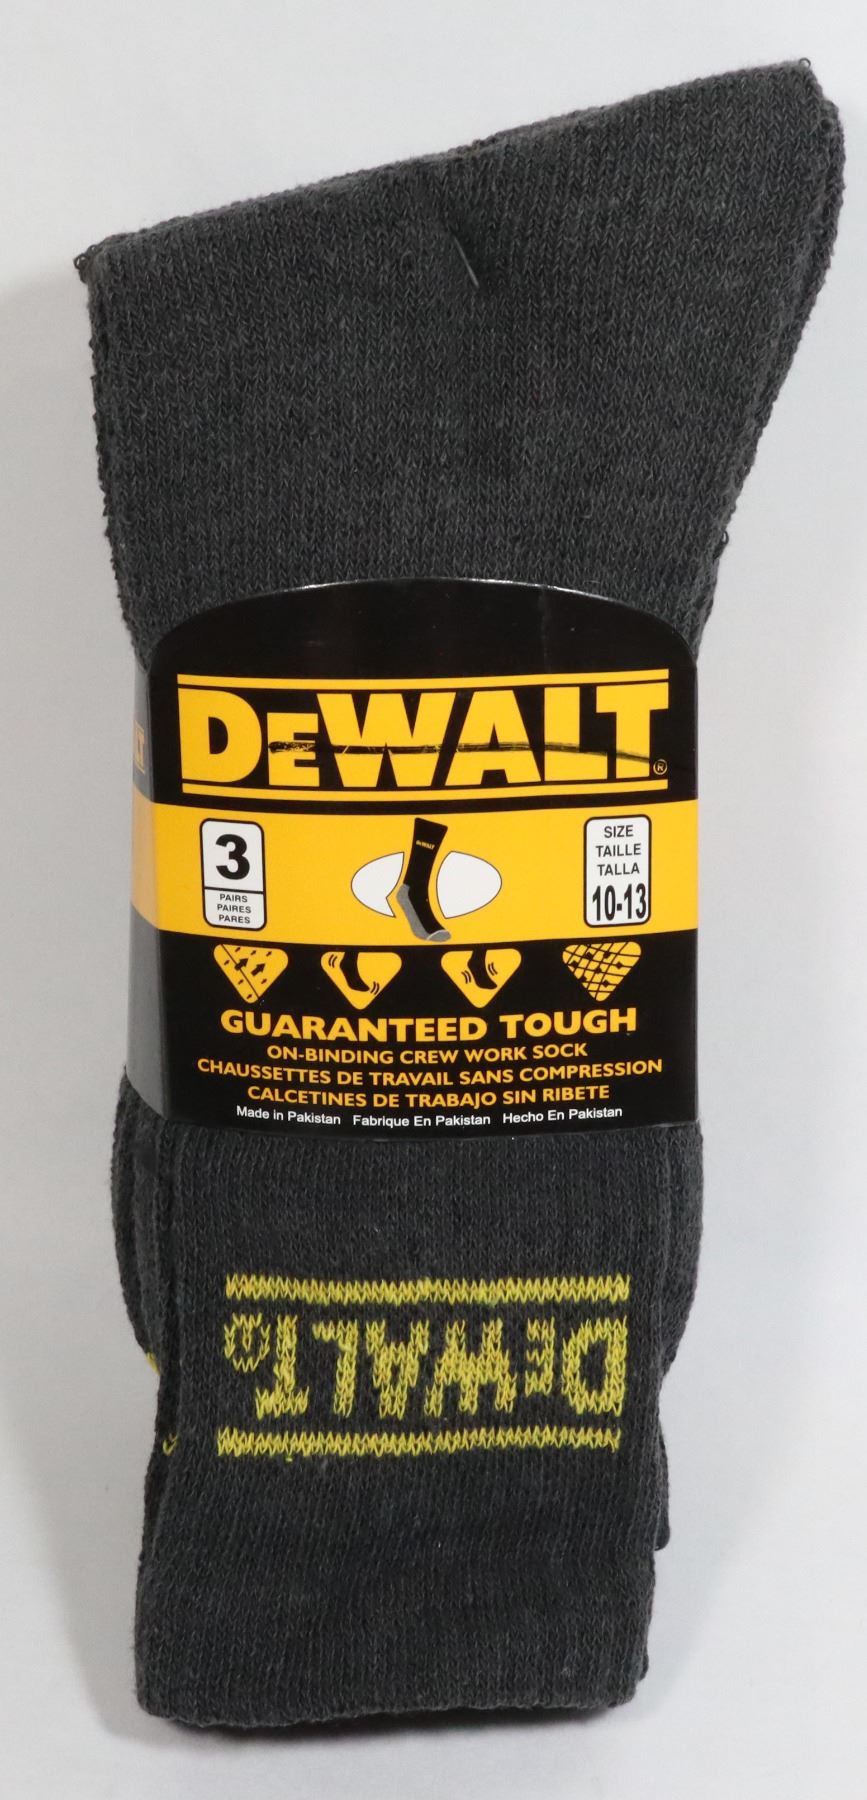 DEWALT®
3
PAIRS
PAIRES
PARES
DEWALT
SIZE
TAILLE
TALLA
10-13
GUARANTEED TOUGH
ON-BINDING CREW WORK SOCK
CHAUSSETTES DE TRAVAIL SANS COMPRESSION
CALCETINES DE TRABAJO SIN RIBETE
Made in Pakistan Fabrique En Pakistan Hecho En Pakistan
DEWALT®